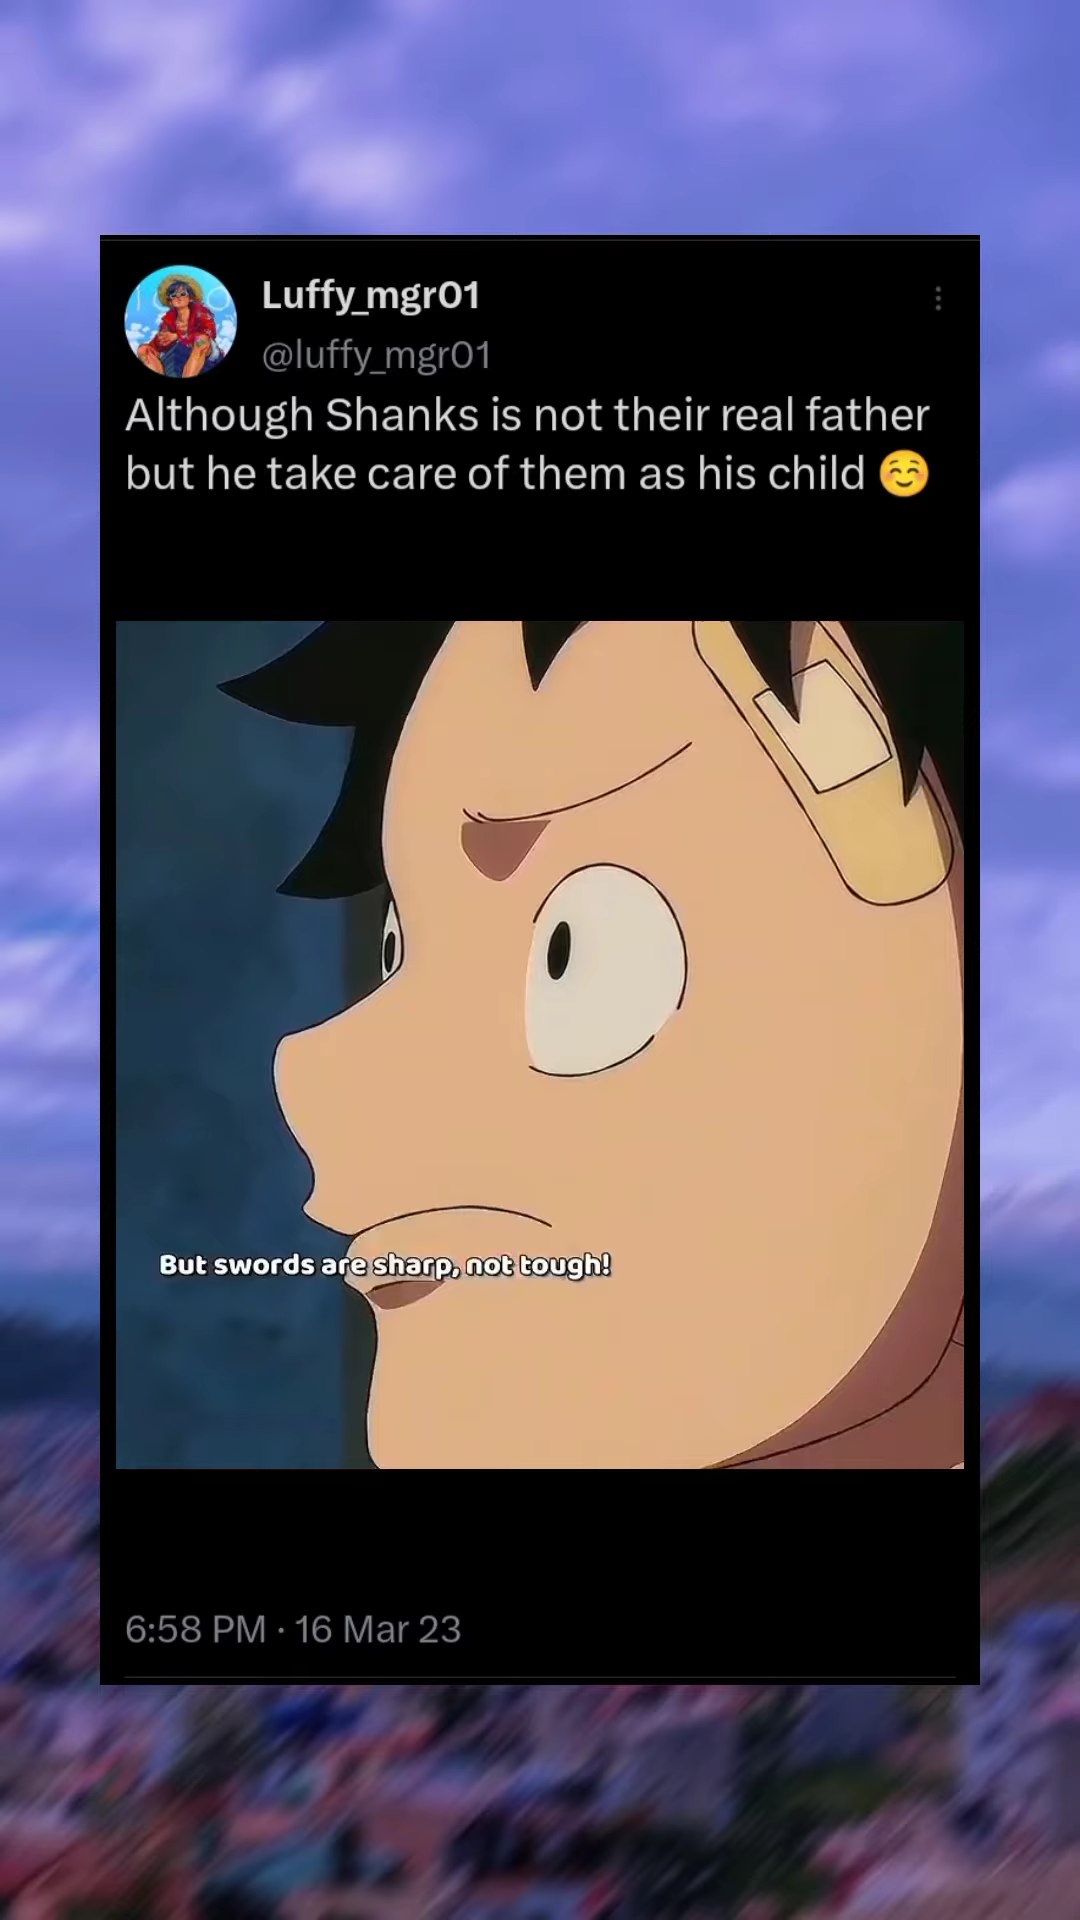 Luffy_mgr01
@luffy_mgr01
Although Shanks is not their real father
but he take care of them as his child ☺️
But swords are sharp, not tough!
6:58 PM · 16 Mar 23